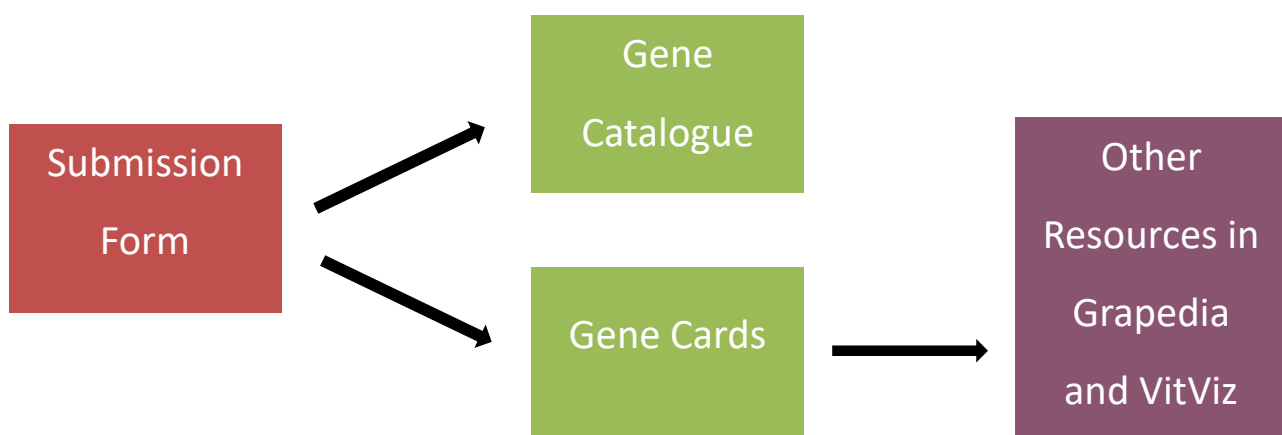 Submission
Form
Gene
Catalogue
Gene Cards
Other
Resources in
Grapedia
and VitViz